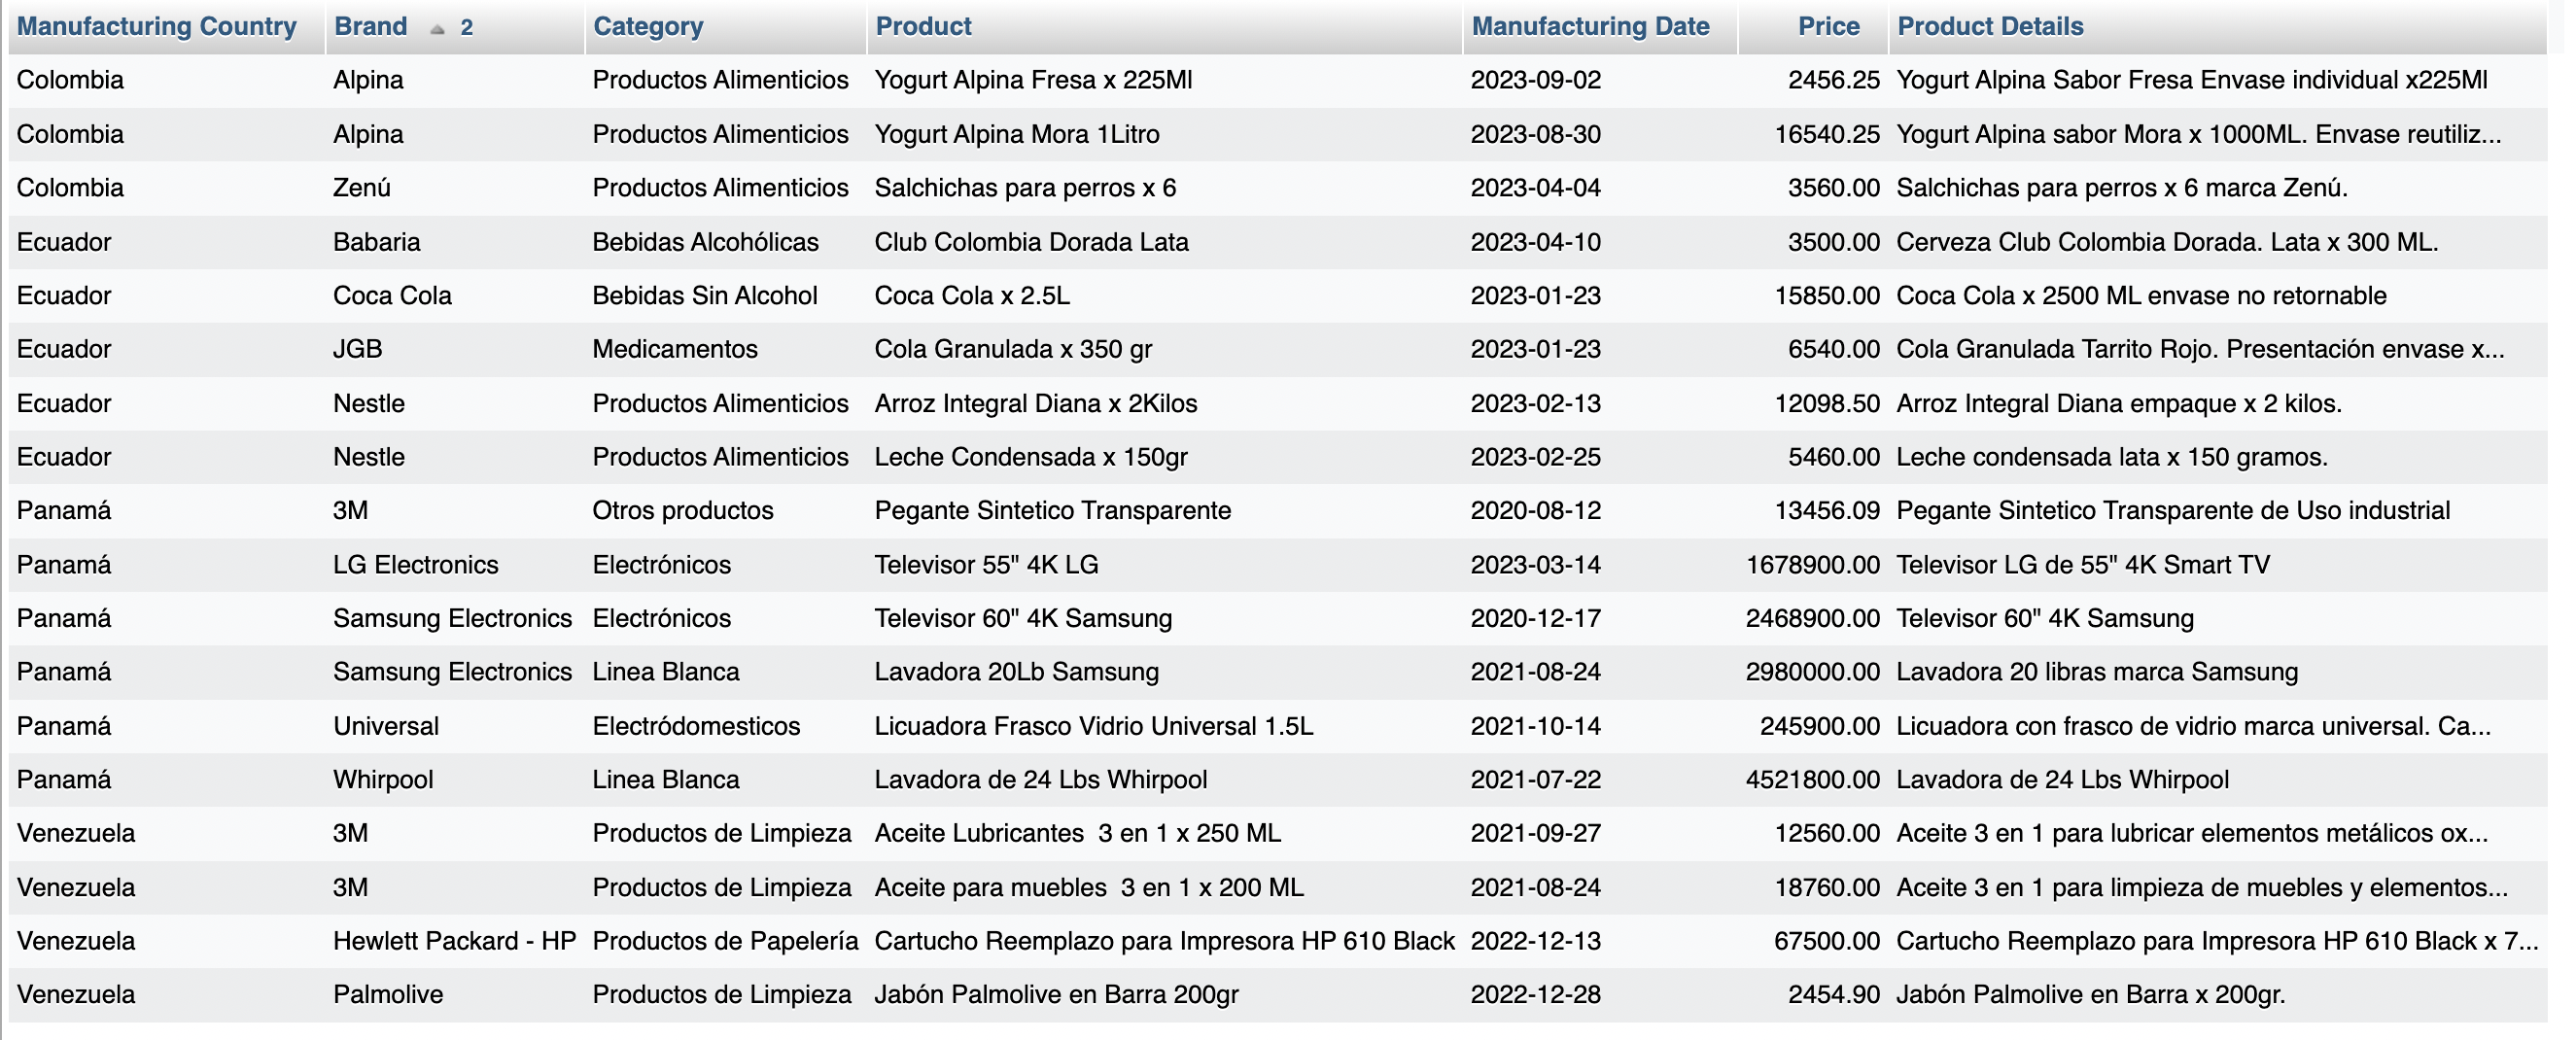 Manufacturing Country Brand 2 Category Product Manufacturing Date Price Product Details
Colombia Alpina Productos Alimenticios Yogurt Alpina Fresa x 225Ml 2023-09-02 2456.25 Yogurt Alpina Sabor Fresa Envase individual x225Ml
Colombia Alpina Productos Alimenticios Yogurt Alpina Mora 1Litro 2023-08-30 16540.25 Yogurt Alpina sabor Mora x 1000ML. Envase reutiliz...
Colombia Zenú Productos Alimenticios Salchichas para perros x 6 2023-04-04 3560.00 Salchichas para perros x 6 marca Zenú.
Ecuador Babaria Bebidas Alcohólicas Club Colombia Dorada Lata 2023-04-10 3500.00 Cerveza Club Colombia Dorada. Lata x 300 ML.
Ecuador Coca Cola Bebidas Sin Alcohol Coca Cola x 2.5L 2023-01-23 15850.00 Coca Cola x 2500 ML envase no retornable
Ecuador JGB Medicamentos Cola Granulada x 350 gr 2023-01-23 6540.00 Cola Granulada Tarrito Rojo. Presentación envase x...
Ecuador Nestle Productos Alimenticios Arroz Integral Diana x 2Kilos 2023-02-13 12098.50 Arroz Integral Diana empaque x 2 kilos.
Ecuador Nestle Productos Alimenticios Leche Condensada x 150gr 2023-02-25 5460.00 Leche condensada lata x 150 gramos.
Panamá 3M Otros productos Pegante Sintetico Transparente 2020-08-12 13456.09 Pegante Sintetico Transparente de Uso industrial
Panamá LG Electronics Electrónicos Televisor 55" 4K LG 2023-03-14 1678900.00 Televisor LG de 55" 4K Smart TV
Panamá Samsung Electronics Electrónicos Televisor 60" 4K Samsung 2020-12-17 2468900.00 Televisor 60" 4K Samsung
Panamá Samsung Electronics Linea Blanca Lavadora 20Lb Samsung 2021-08-24 2980000.00 Lavadora 20 libras marca Samsung
Panamá Universal Electródomesticos Licuadora Frasco Vidrio Universal 1.5L 2021-10-14 245900.00 Licuadora con frasco de vidrio marca universal. Ca...
Panamá Whirpool Linea Blanca Lavadora de 24 Lbs Whirpool 2021-07-22 4521800.00 Lavadora de 24 Lbs Whirpool
Venezuela 3M Productos de Limpieza Aceite Lubricantes  3 en 1 x 250 ML 2021-09-27 12560.00 Aceite 3 en 1 para lubricar elementos metálicos ox...
Venezuela 3M Productos de Limpieza Aceite para muebles  3 en 1 x 200 ML 2021-08-24 18760.00 Aceite 3 en 1 para limpieza de muebles y elementos...
Venezuela Hewlett Packard - HP Productos de Papelería Cartucho Reemplazo para Impresora HP 610 Black 2022-12-13 67500.00 Cartucho Reemplazo para Impresora HP 610 Black x 7...
Venezuela Palmolive Productos de Limpieza Jabón Palmolive en Barra 200gr 2022-12-28 2454.90 Jabón Palmolive en Barra x 200gr.